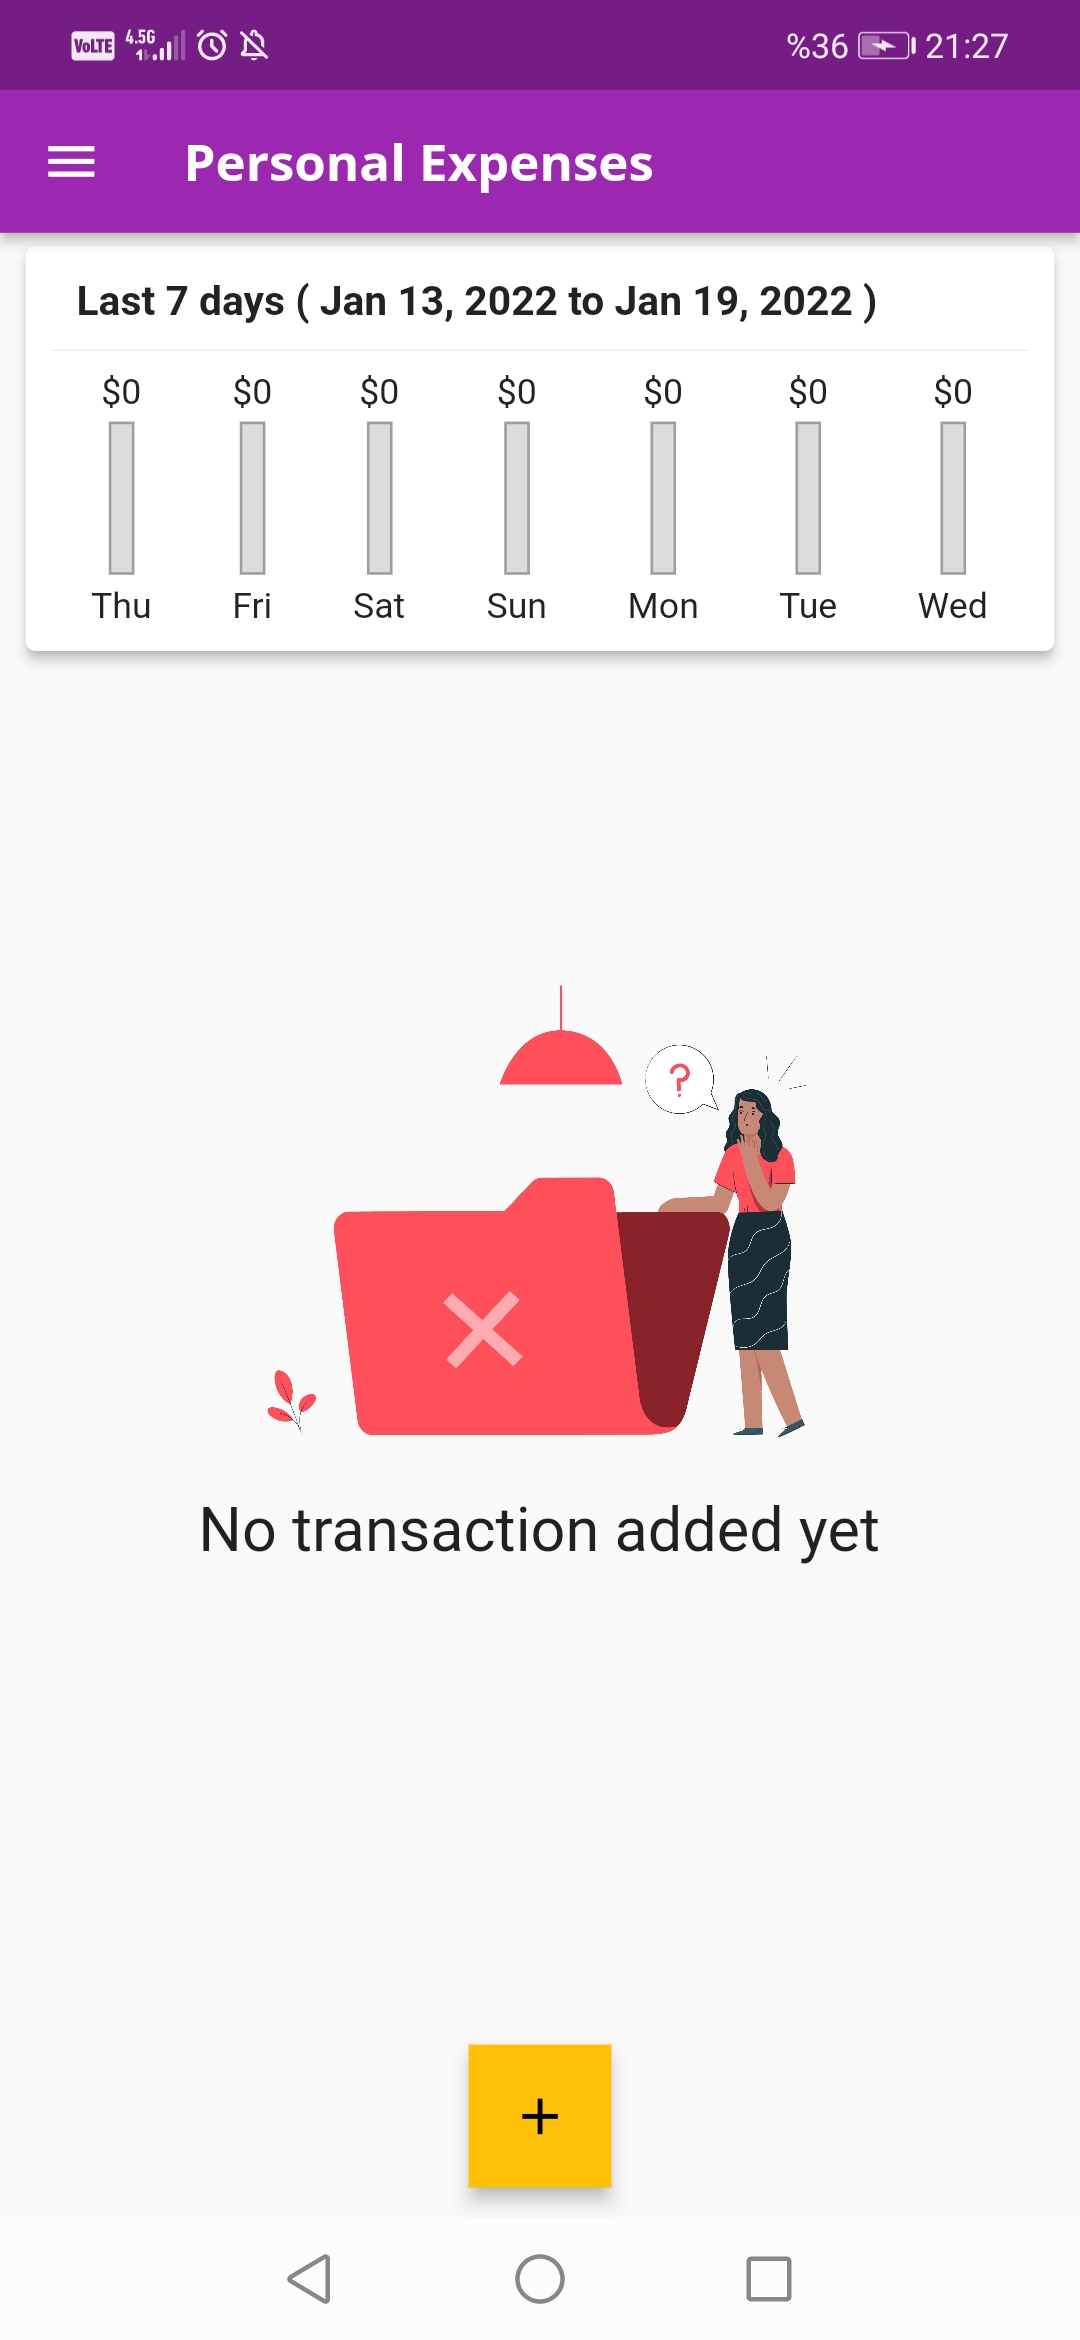 VoLTE 4.5G %36 21:27
Personal Expenses
Last 7 days ( Jan 13, 2022 to Jan 19, 2022 )
$0 $0 $0 $0 $0 $0 $0
Thu Fri Sat Sun Mon Tue Wed
?
No transaction added yet
+